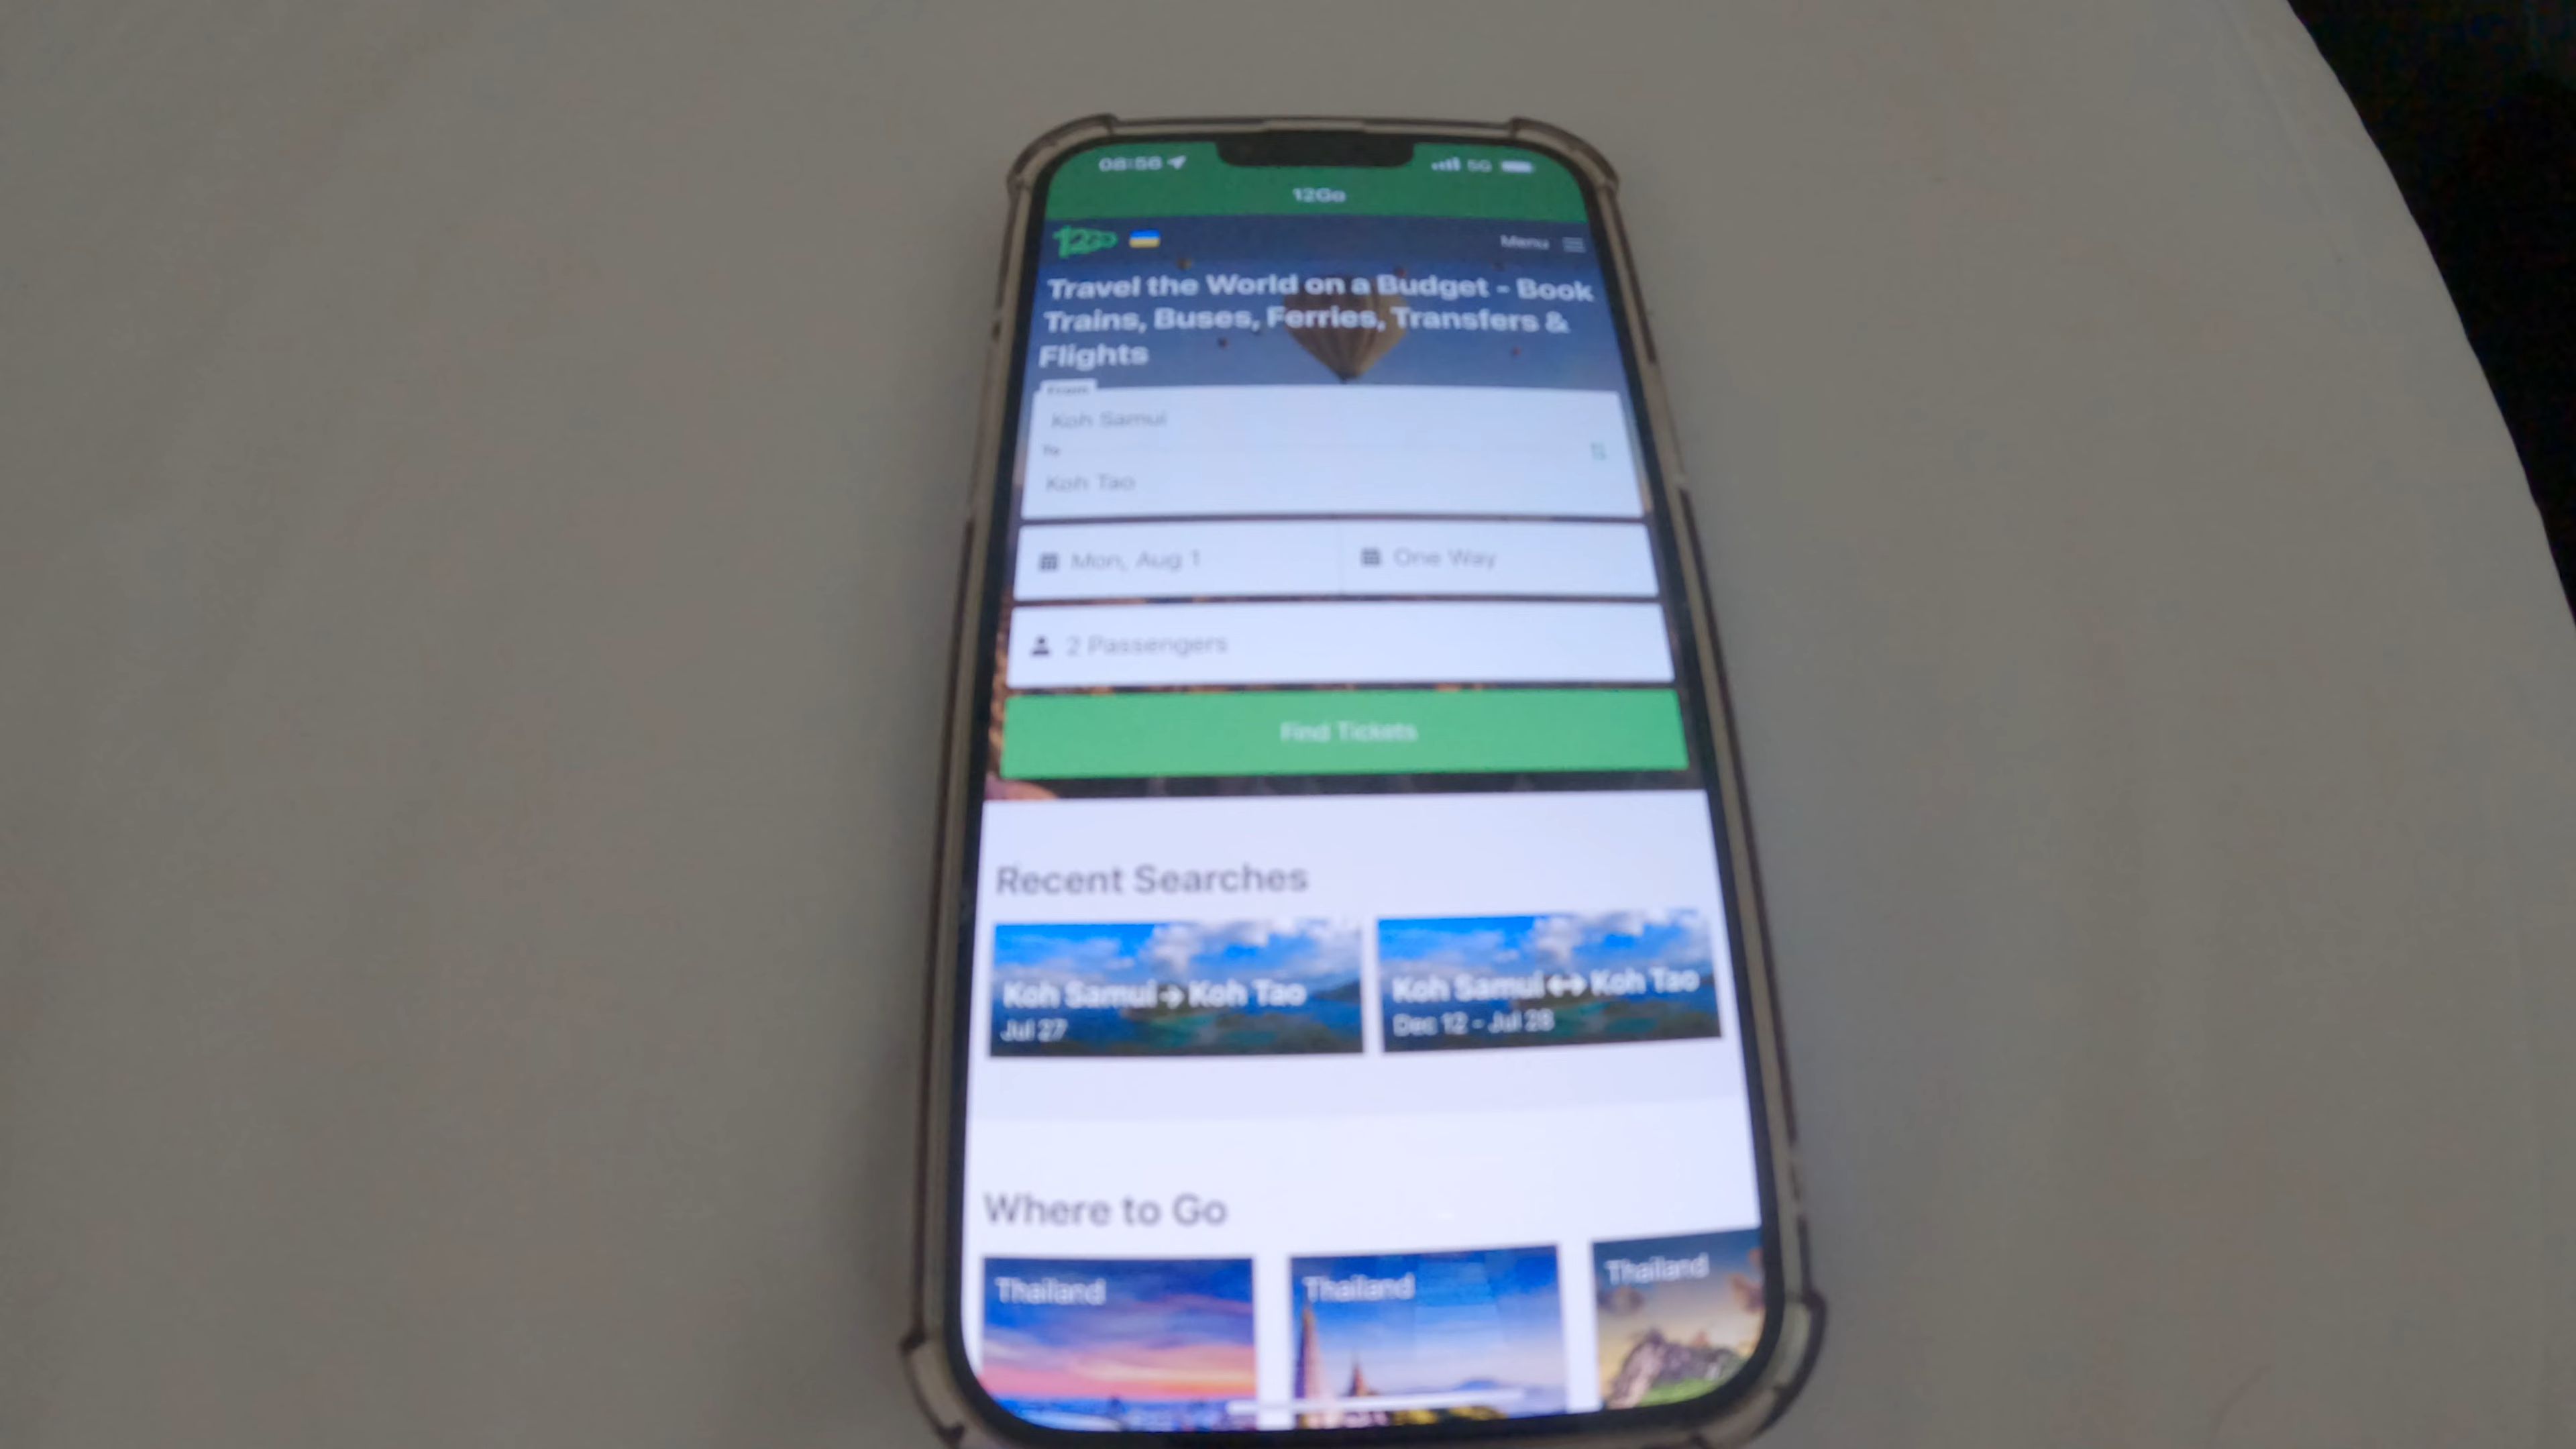 08:56
5G
12Go
12Go
Menu
Travel the World on a Budget - Book
Trains, Buses, Ferries, Transfers &
Flights
From
Koh Samui
To
Koh Tao
Mon, Aug 1
One Way
2 Passengers
Find Tickets
Recent Searches
Koh Samui → Koh Tao
Jul 27
Koh Samui ↔ Koh Tao
Dec 12 - Jul 28
Where to Go
Thailand
Thailand
Thailand